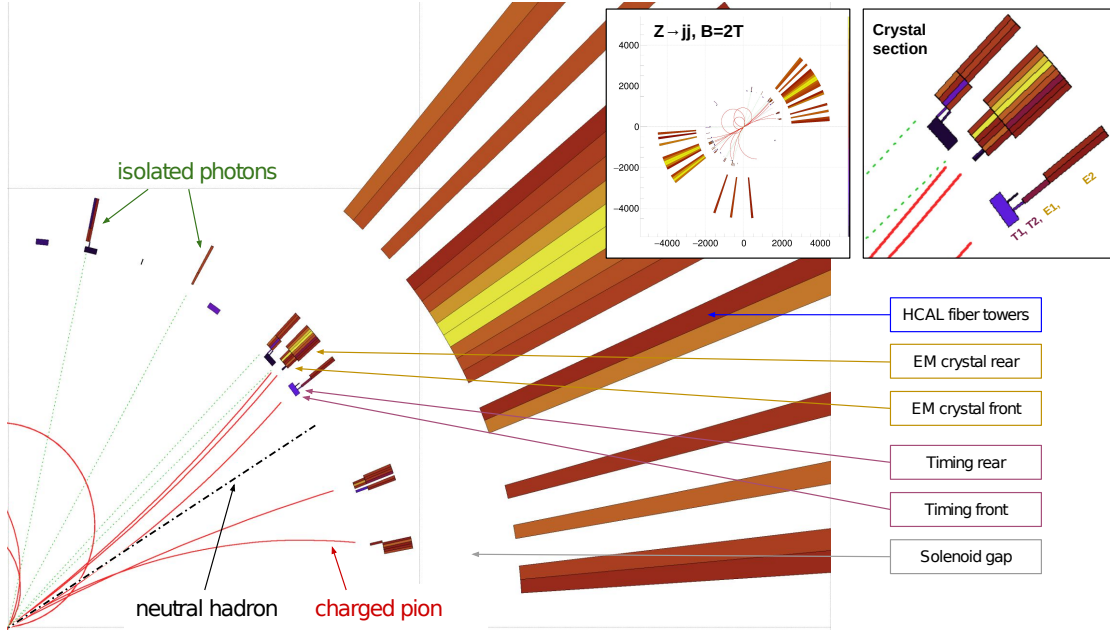 Z→jj, B=2T
4000
2000
0
−2000
−4000
−4000
−2000
0
2000
4000
Crystal
section
E2
T1, T2, E1,
isolated photons
HCAL fiber towers
EM crystal rear
EM crystal front
Timing rear
Timing front
Solenoid gap
neutral hadron
charged pion